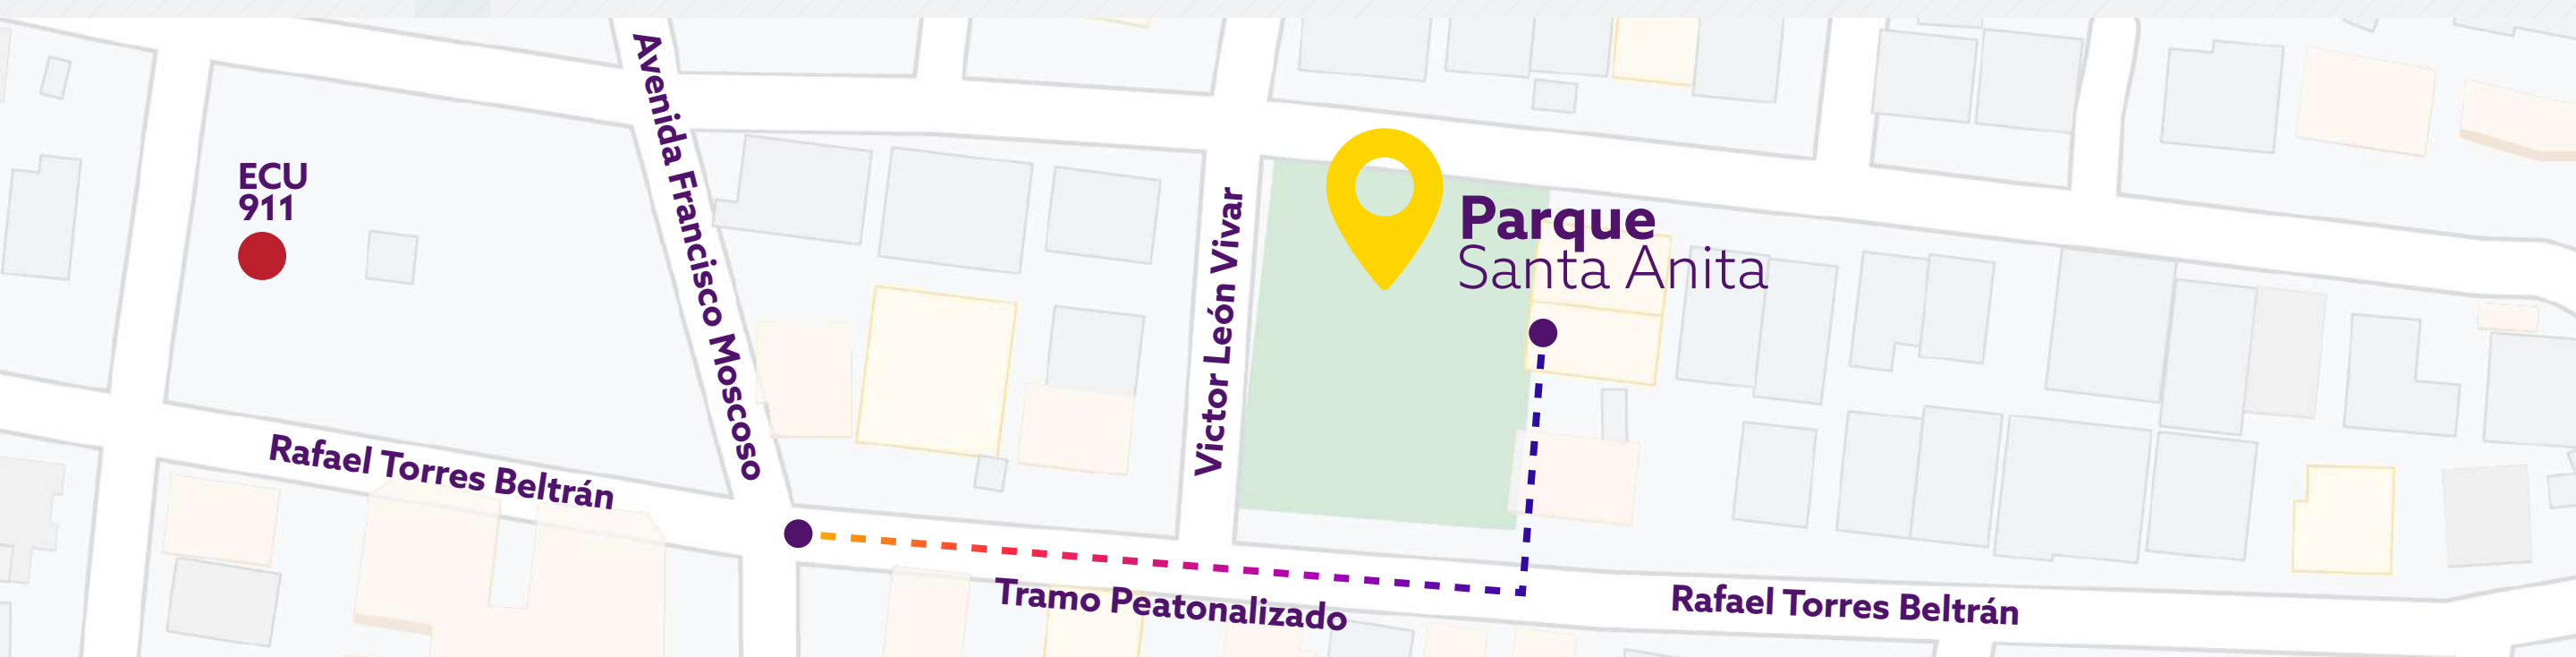 Avenida Francisco Moscoso
ECU
911
Victor León Vivar
Parque
Santa Anita
Rafael Torres Beltrán
Tramo Peatonalizado
Rafael Torres Beltrán